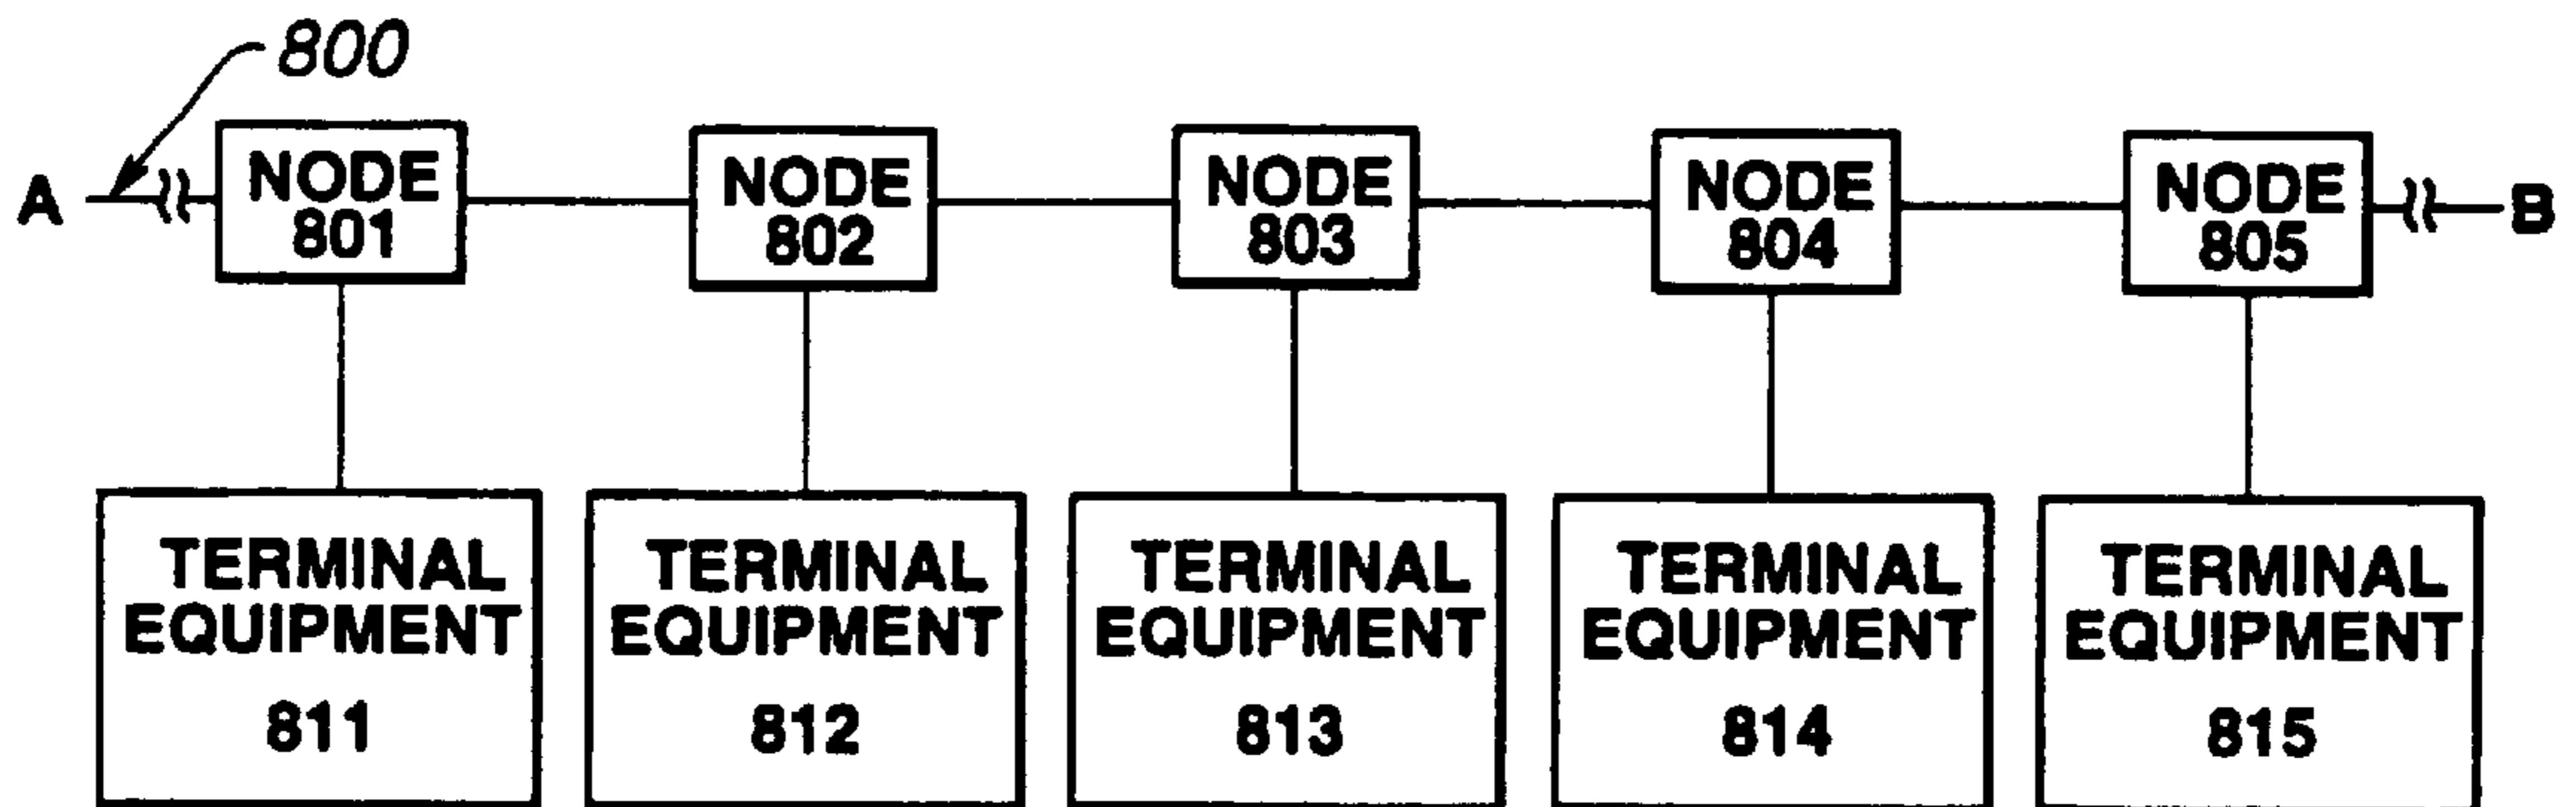 800
A
NODE
801
NODE
802
NODE
803
NODE
804
NODE
805
B
TERMINAL
EQUIPMENT
811
TERMINAL
EQUIPMENT
812
TERMINAL
EQUIPMENT
813
TERMINAL
EQUIPMENT
814
TERMINAL
EQUIPMENT
815